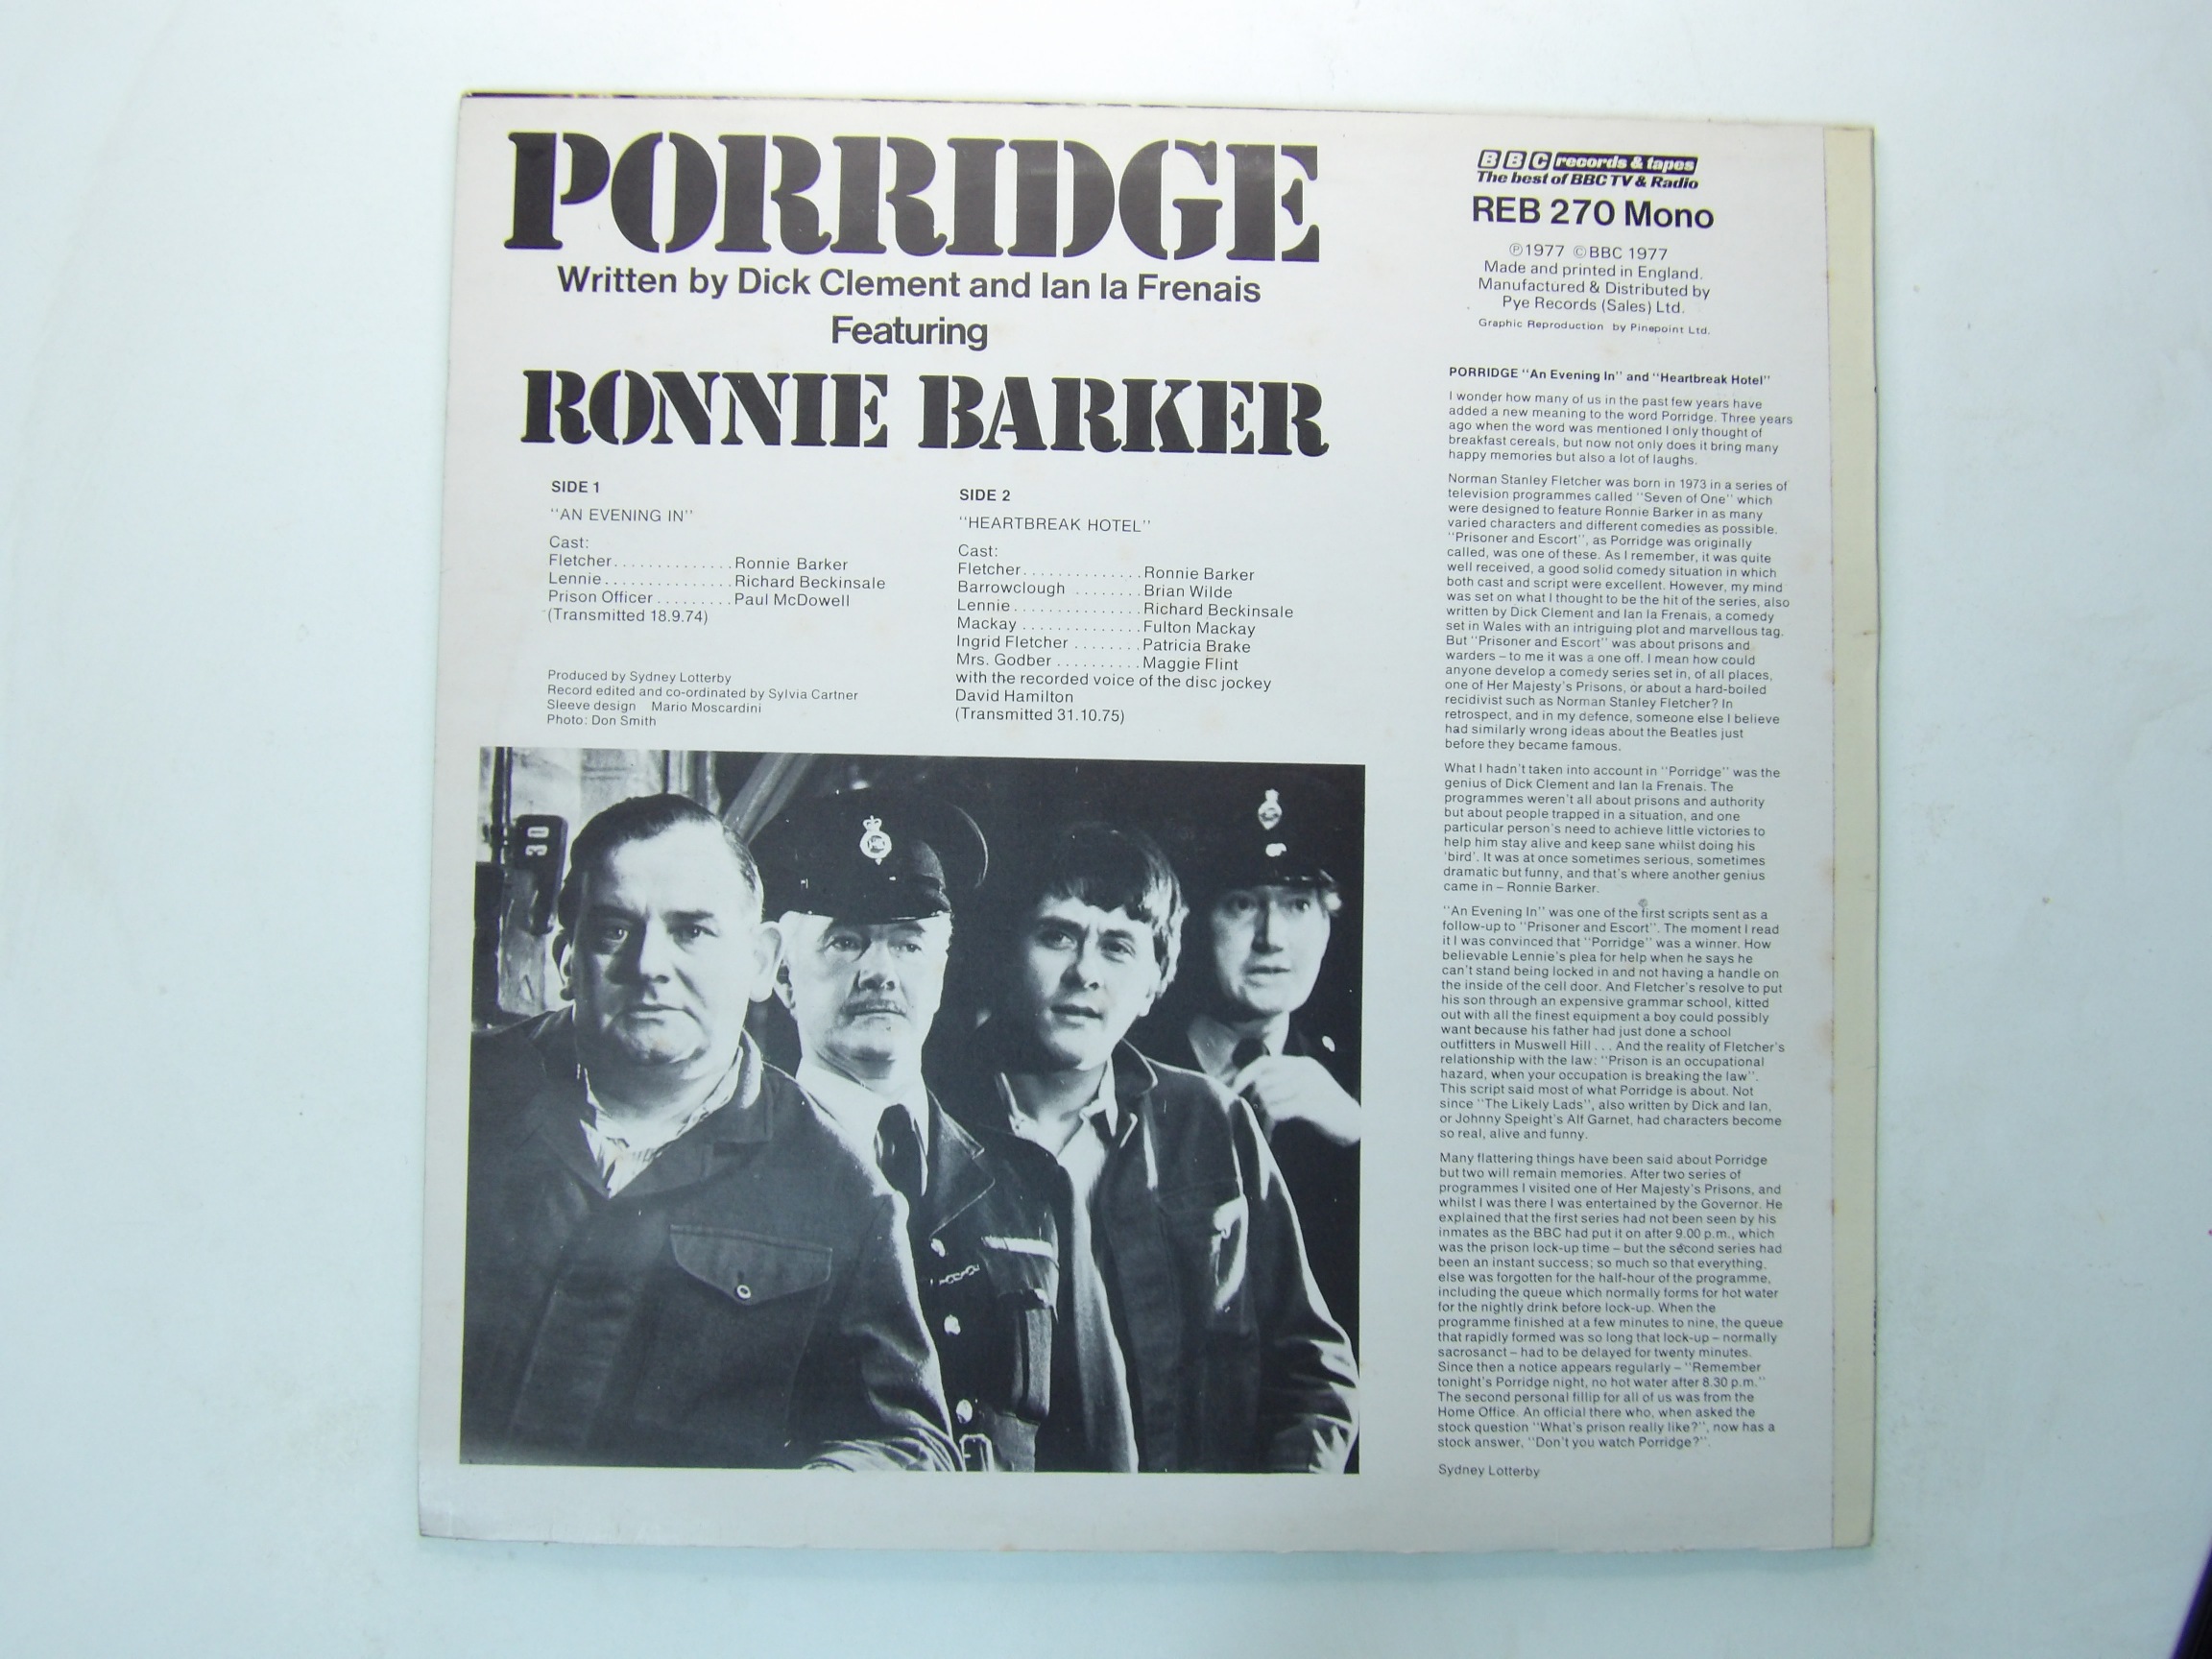 PORRIDGE
Written by Dick Clement and Ian la Frenais
Featuring
RONNIE BARKER
SIDE 1
"AN EVENING IN"
Cast:
Fletcher.............. Ronnie Barker
Lennie............... Richard Beckinsale
Prison Officer ......... Paul McDowell
(Transmitted 18.9.74)
Produced by Sydney Lotterby
Record edited and co-ordinated by Sylvia Cartner
Sleeve design Mario Moscardini
Photo: Don Smith
SIDE 2
"HEARTBREAK HOTEL"
Cast:
Fletcher.............. Ronnie Barker
Barrowclough ........ Brian Wilde
Lennie............... Richard Beckinsale
Mackay .............. Fulton Mackay
Ingrid Fletcher ........ Patricia Brake
Mrs. Godber .......... Maggie Flint
with the recorded voice of the disc jockey
David Hamilton
(Transmitted 31.10.75)
30
BBC records & tapes
The best of BBC TV & Radio
REB 270 Mono
℗1977 ©BBC 1977
Made and printed in England.
Manufactured & Distributed by
Pye Records (Sales) Ltd.
Graphic Reproduction by Pinepoint Ltd.
PORRIDGE "An Evening In" and "Heartbreak Hotel"
I wonder how many of us in the past few years have
added a new meaning to the word Porridge. Three years
ago when the word was mentioned I only thought of
breakfast cereals, but now not only does it bring many
happy memories but also a lot of laughs.
Norman Stanley Fletcher was born in 1973 in a series of
television programmes called "Seven of One" which
were designed to feature Ronnie Barker in as many
varied characters and different comedies as possible.
"Prisoner and Escort", as Porridge was originally
called, was one of these. As I remember, it was quite
well received, a good solid comedy situation in which
both cast and script were excellent. However, my mind
was set on what I thought to be the hit of the series, also
written by Dick Clement and Ian la Frenais, a comedy
set in Wales with an intriguing plot and marvellous tag.
But "Prisoner and Escort" was about prisons and
warders – to me it was a one off. I mean how could
anyone develop a comedy series set in, of all places,
one of Her Majesty's Prisons, or about a hard-boiled
recidivist such as Norman Stanley Fletcher? In
retrospect, and in my defence, someone else I believe
had similarly wrong ideas about the Beatles just
before they became famous.
What I hadn't taken into account in "Porridge" was the
genius of Dick Clement and Ian la Frenais. The
programmes weren't all about prisons and authority
but about people trapped in a situation, and one
particular person's need to achieve little victories to
help him stay alive and keep sane whilst doing his
'bird'. It was at once sometimes serious, sometimes
dramatic but funny, and that's where another genius
came in – Ronnie Barker.
"An Evening In" was one of the first scripts sent as a
follow-up to "Prisoner and Escort". The moment I read
it I was convinced that "Porridge" was a winner. How
believable Lennie's plea for help when he says he
can't stand being locked in and not having a handle on
the inside of the cell door. And Fletcher's resolve to put
his son through an expensive grammar school, kitted
out with all the finest equipment a boy could possibly
want because his father had just done a school
outfitters in Muswell Hill . . . And the reality of Fletcher's
relationship with the law: "Prison is an occupational
hazard, when your occupation is breaking the law".
This script said most of what Porridge is about. Not
since "The Likely Lads", also written by Dick and Ian,
or Johnny Speight's Alf Garnet, had characters become
so real, alive and funny.
Many flattering things have been said about Porridge
but two will remain memories. After two series of
programmes I visited one of Her Majesty's Prisons, and
whilst I was there I was entertained by the Governor. He
explained that the first series had not been seen by his
inmates as the BBC had put it on after 9.00 p.m., which
was the prison lock-up time – but the second series had
been an instant success; so much so that everything
else was forgotten for the half-hour of the programme,
including the queue which normally forms for hot water
for the nightly drink before lock-up. When the
programme finished at a few minutes to nine, the queue
that rapidly formed was so long that lock-up – normally
sacrosanct – had to be delayed for twenty minutes.
Since then a notice appears regularly – "Remember
tonight's Porridge night, no hot water after 8.30 p.m."
The second personal fillip for all of us was from the
Home Office. An official there who, when asked the
stock question "What's prison really like?", now has a
stock answer, "Don't you watch Porridge?".
Sydney Lotterby